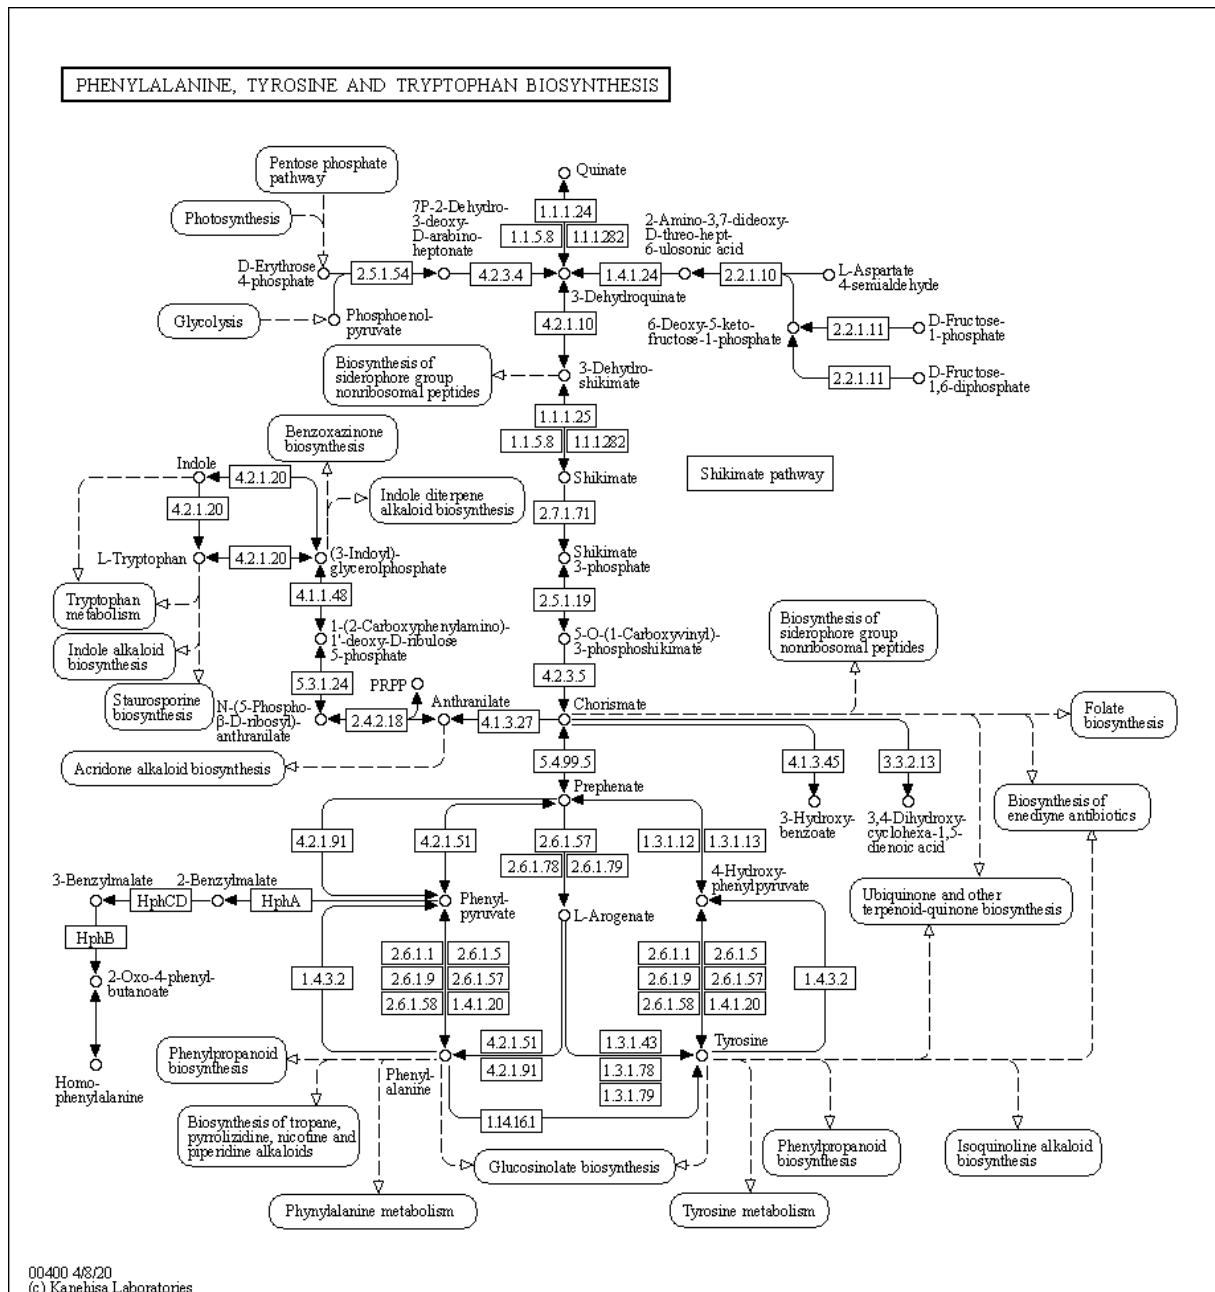 PHENYLALANINE, TYROSINE AND TRYPTOPHAN BIOSYNTHESIS
Pentose phosphate
pathway
Quinate
Photosynthesis
7P-2-Dehydro-
3-deoxy-
D-arabino-
heptonate
1.1.1.24
1.1.5.8
1.1.1.282
2-Amino-3,7-dideoxy-
D-threo-hept-
6-ulosonic acid
D-Erythrose
4-phosphate
2.5.1.54
4.2.3.4
1.4.1.24
2.2.1.10
L-Aspartate
4-semialdehyde
3-Dehydroquinate
Glycolysis
Phosphoenol-
pyruvate
4.2.1.10
6-Deoxy-5-keto-
fructose-1-phosphate
2.2.1.11
D-Fructose-
1-phosphate
Biosynthesis of
siderophore group
nonribosomal peptides
3-Dehydro-
shikimate
2.2.1.11
D-Fructose-
1,6-diphosphate
1.1.1.25
1.1.5.8
1.1.1.282
Benzoxazinone
biosynthesis
Indole
4.2.1.20
Shikimate
Shikimate pathway
4.2.1.20
Indole diterpene
alkaloid biosynthesis
2.7.1.71
L-Tryptophan
4.2.1.20
(3-Indoyl)-
glycerolphosphate
Shikimate
3-phosphate
Tryptophan
metabolism
4.1.1.48
2.5.1.19
Biosynthesis of
siderophore group
nonribosomal peptides
Indole alkaloid
biosynthesis
1-(2-Carboxyphenylamino)-
1'-deoxy-D-ribulose
5-phosphate
5-O-(1-Carboxyvinyl)-
3-phosphoshikimate
Staurosporine
biosynthesis
5.3.1.24
PRPP
4.2.3.5
N-(5-Phospho-
β-D-ribosyl)-
anthranilate
2.4.2.18
Anthranilate
4.1.3.27
Chorismate
Folate
biosynthesis
Acridone alkaloid biosynthesis
5.4.99.5
4.1.3.45
3.3.2.13
Prephenate
3-Hydroxy-
benzoate
3,4-Dihydroxy-
cyclohexa-1,5-
dienoic acid
Biosynthesis of
enediyne antibiotics
4.2.1.91
4.2.1.51
2.6.1.57
2.6.1.78
2.6.1.79
1.3.1.12
1.3.1.13
3-Benzylmalate
2-Benzylmalate
4-Hydroxy-
phenylpyruvate
HphCD
HphA
Phenyl-
pyruvate
L-Arogenate
Ubiquinone and other
terpenoid-quinone biosynthesis
HphB
2-Oxo-4-phenyl-
butanoate
1.4.3.2
2.6.1.1
2.6.1.5
2.6.1.9
2.6.1.57
2.6.1.58
1.4.1.20
2.6.1.1
2.6.1.5
2.6.1.9
2.6.1.57
2.6.1.58
1.4.1.20
1.4.3.2
Homo-
phenylalanine
Phenylpropanoid
biosynthesis
Phenyl-
alanine
4.2.1.51
4.2.1.91
1.3.1.43
1.3.1.78
1.3.1.79
Tyrosine
Biosynthesis of tropane,
pyrrolizidine, nicotine and
piperidine alkaloids
1.14.16.1
Glucosinolate biosynthesis
Phenylpropanoid
biosynthesis
Isoquinoline alkaloid
biosynthesis
Phynylalanine metabolism
Tyrosine metabolism
00400 4/8/20
(c) Kanehisa Laboratories